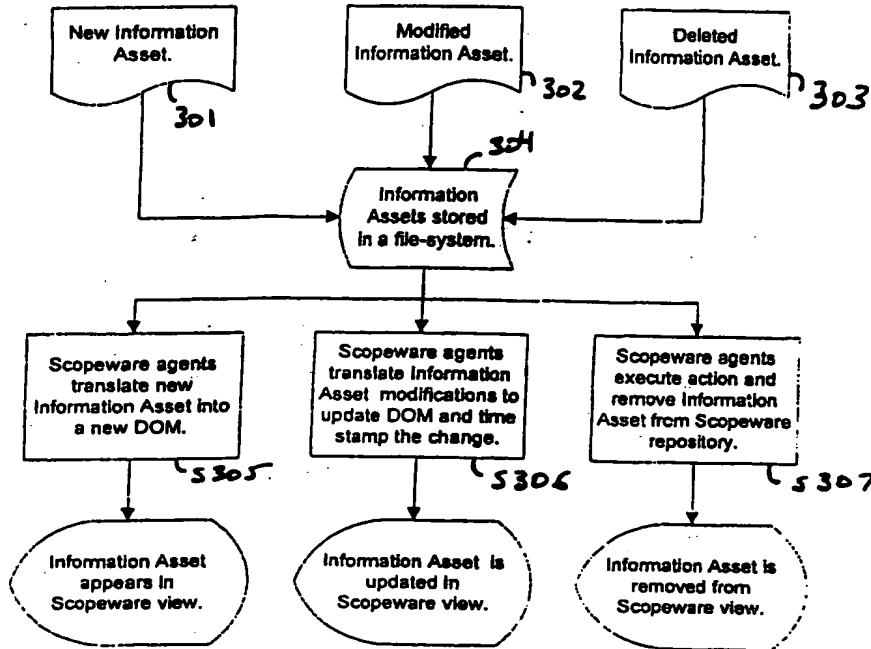 New Information
Asset.
301
Modified
Information Asset.
302
Deleted
Information Asset.
303
304
Information
Assets stored
in a file-system.
Scopeware agents
translate new
Information Asset into
a new DOM.
S305
Scopeware agents
translate Information
Asset modifications to
update DOM and time
stamp the change.
S306
Scopeware agents
execute action and
remove Information
Asset from Scopeware
repository.
S307
Information Asset
appears in
Scopeware view.
Information Asset is
updated in
Scopeware view.
Information Asset is
removed from
Scopeware view.